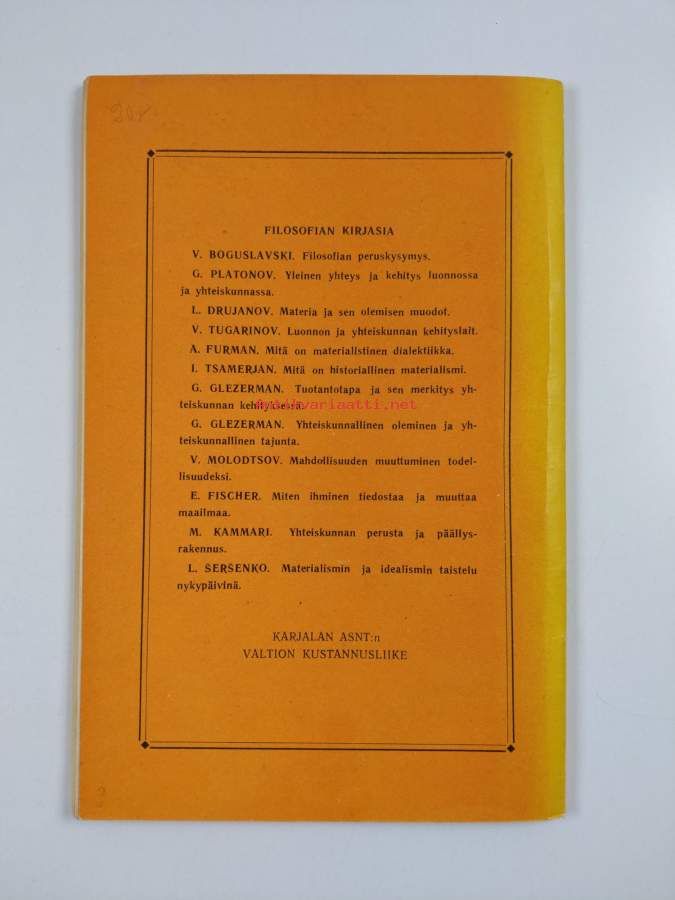 FILOSOFIAN KIRJASIA
V. BOGUSLAVSKI. Filosofian peruskysymys.
G. PLATONOV. Yleinen yhteys ja kehitys luonnossa
ja yhteiskunnassa.
L. DRUJANOV. Materia ja sen olemisen muodot.
V. TUGARINOV. Luonnon ja yhteiskunnan kehityslait.
A. FURMAN. Mitä on materialistinen dialektiikka.
I. TSAMERJAN. Mitä on historiallinen materialismi.
G. GLEZERMAN. Tuotantotapa ja sen merkitys yh-
teiskunnan kehityksessä.
antikvariaatti.net
G. GLEZERMAN. Yhteiskunnallinen oleminen ja yh-
teiskunnallinen tajunta.
V. MOLODTSOV. Mahdollisuuden muuttuminen todel-
lisuudeksi.
E. FISCHER. Miten ihminen tiedostaa ja muuttaa
maailmaa.
M. KAMMARI. Yhteiskunnan perusta ja päällys-
rakennus.
L. SERSENKO. Materialismin ja idealismin taistelu
nykypäivinä.
KARJALAN ASNT:n
VALTION KUSTANNUSLIIKE